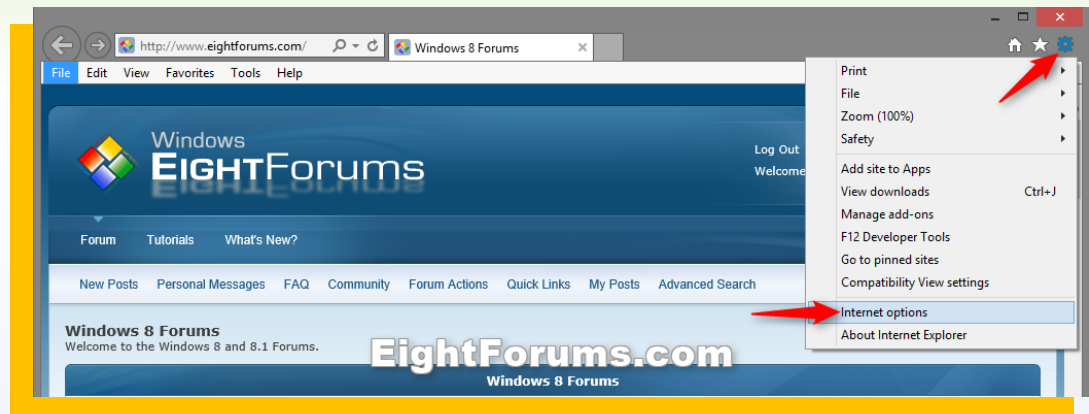 http://www.eightforums.com/
Windows 8 Forums
File Edit View Favorites Tools Help
Windows
EIGHTFORUMS
Log Out
Welcome
Forum Tutorials What's New?
New Posts Personal Messages FAQ Community Forum Actions Quick Links My Posts Advanced Search
Windows 8 Forums
Welcome to the Windows 8 and 8.1 Forums.
EightForums.com
Windows 8 Forums
Print
File
Zoom (100%)
Safety
Add site to Apps
View downloads Ctrl+J
Manage add-ons
F12 Developer Tools
Go to pinned sites
Compatibility View settings
Internet options
About Internet Explorer